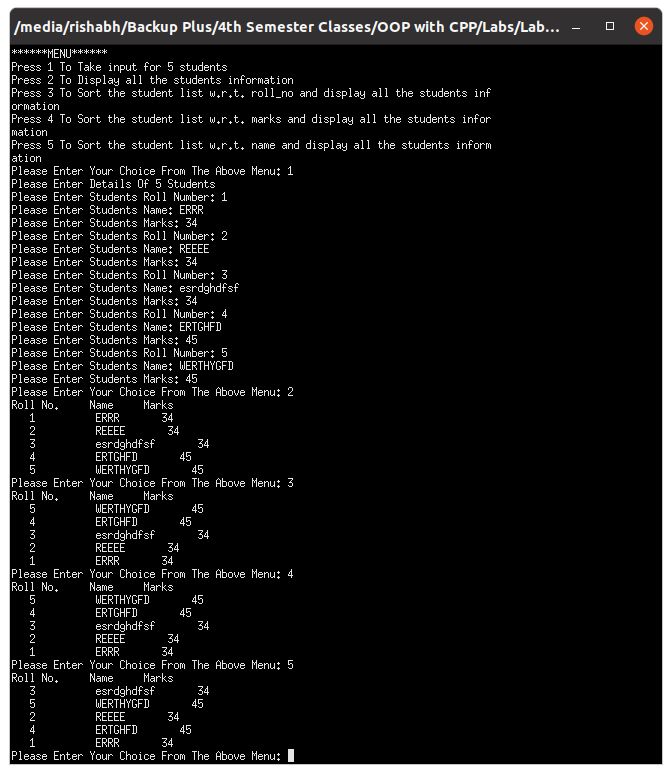 /media/rishabh/Backup Plus/4th Semester Classes/OOP with CPP/Labs/Lab...
******MENU******
Press 1 To Take input for 5 students
Press 2 To Display all the students information
Press 3 To Sort the student list w.r.t. roll_no and display all the students inf
ormation
Press 4 To Sort the student list w.r.t. marks and display all the students infor
mation
Press 5 To Sort the student list w.r.t. name and display all the students inform
ation
Please Enter Your Choice From The Above Menu: 1
Please Enter Details Of 5 Students
Please Enter Students Roll Number: 1
Please Enter Students Name: ERRR
Please Enter Students Marks: 34
Please Enter Students Roll Number: 2
Please Enter Students Name: REEEE
Please Enter Students Marks: 34
Please Enter Students Roll Number: 3
Please Enter Students Name: esrdghdfsf
Please Enter Students Marks: 34
Please Enter Students Roll Number: 4
Please Enter Students Name: ERTGHFD
Please Enter Students Marks: 45
Please Enter Students Roll Number: 5
Please Enter Students Name: WERTHYGFD
Please Enter Students Marks: 45
Please Enter Your Choice From The Above Menu: 2
Roll No.     Name     Marks
   1          ERRR       34
   2          REEEE       34
   3          esrdghdfsf       34
   4          ERTGHFD       45
   5          WERTHYGFD       45
Please Enter Your Choice From The Above Menu: 3
Roll No.     Name     Marks
   5          WERTHYGFD       45
   4          ERTGHFD       45
   3          esrdghdfsf       34
   2          REEEE       34
   1          ERRR       34
Please Enter Your Choice From The Above Menu: 4
Roll No.     Name     Marks
   5          WERTHYGFD       45
   4          ERTGHFD       45
   3          esrdghdfsf       34
   2          REEEE       34
   1          ERRR       34
Please Enter Your Choice From The Above Menu: 5
Roll No.     Name     Marks
   3          esrdghdfsf       34
   5          WERTHYGFD       45
   2          REEEE       34
   4          ERTGHFD       45
   1          ERRR       34
Please Enter Your Choice From The Above Menu: